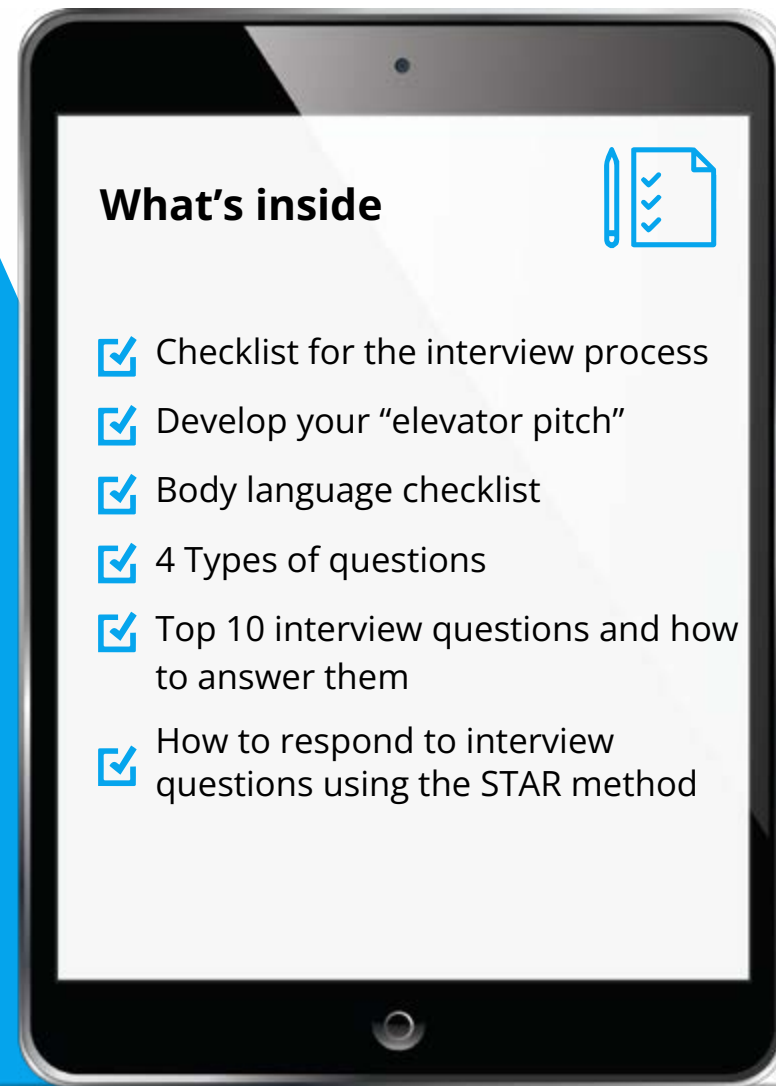 What’s inside
Checklist for the interview process
Develop your “elevator pitch”
Body language checklist
4 Types of questions
Top 10 interview questions and how
to answer them
How to respond to interview
questions using the STAR method